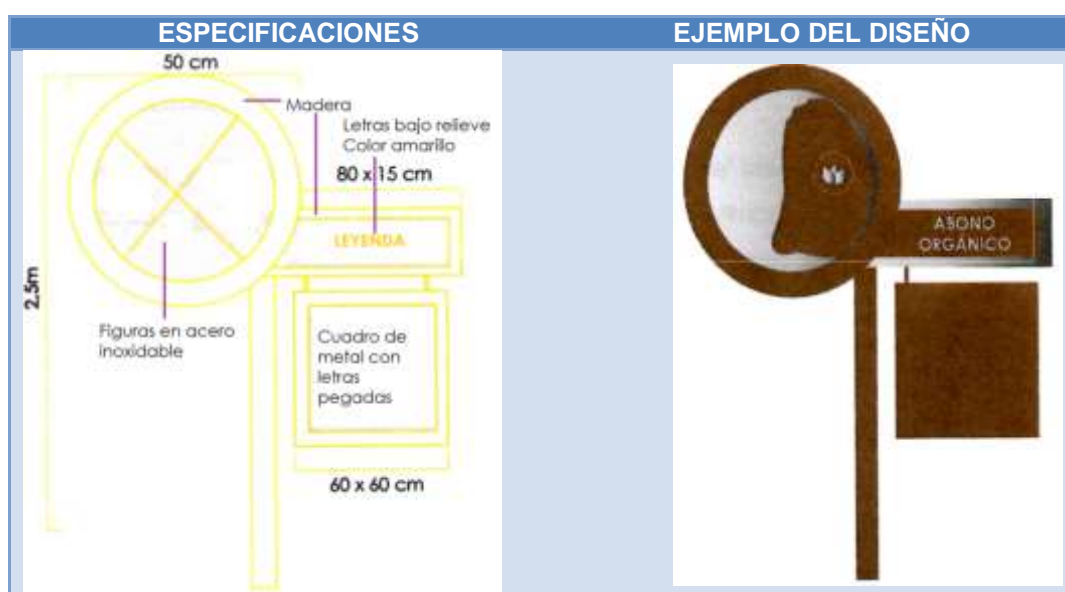 ESPECIFICACIONES
EJEMPLO DEL DISEÑO
50 cm
Madera
Letras bajo relieve
Color amarillo
80 x 15 cm
LEYENDA
2.5m
Figuras en acero
inoxidable
Cuadro de
metal con
letras
pegadas
60 x 60 cm
ABONO
ORGÁNICO